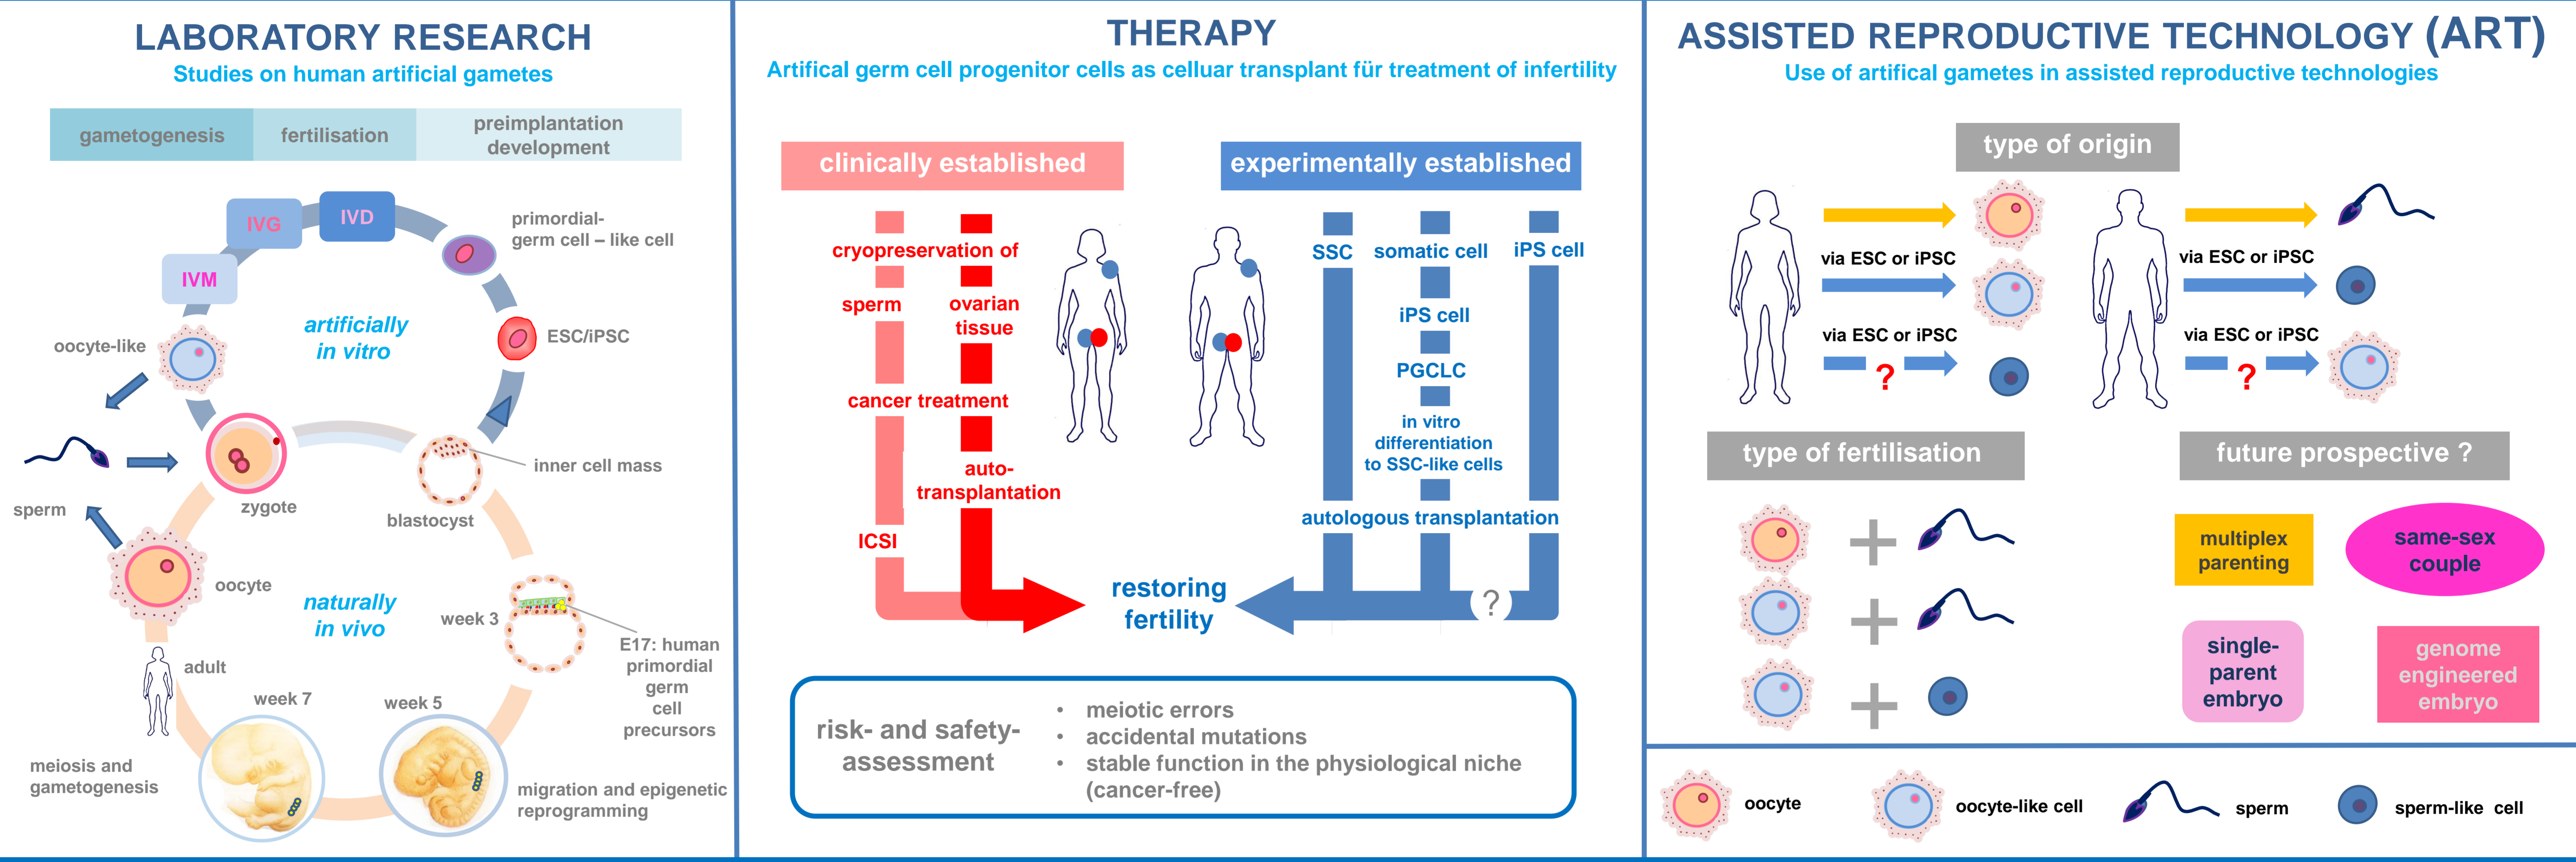 LABORATORY RESEARCH
Studies on human artificial gametes
gametogenesis
fertilisation
preimplantation
development
IVG
IVD
IVM
primordial-
germ cell – like cell
artificially
in vitro
ESC/iPSC
oocyte-like
inner cell mass
zygote
blastocyst
sperm
oocyte
naturally
in vivo
week 3
E17: human
primordial
germ
cell
precursors
adult
week 7
week 5
meiosis and
gametogenesis
migration and epigenetic
reprogramming
THERAPY
Artifical germ cell progenitor cells as celluar transplant für treatment of infertility
clinically established
experimentally established
cryopreservation of
sperm
ovarian
tissue
cancer treatment
auto-
transplantation
ICSI
SSC
somatic cell
iPS cell
iPS cell
PGCLC
in vitro
differentiation
to SSC-like cells
autologous transplantation
?
restoring
fertility
risk- and safety-
assessment
• meiotic errors
• accidental mutations
• stable function in the physiological niche
(cancer-free)
ASSISTED REPRODUCTIVE TECHNOLOGY (ART)
Use of artifical gametes in assisted reproductive technologies
type of origin
via ESC or iPSC
via ESC or iPSC
?
via ESC or iPSC
via ESC or iPSC
?
type of fertilisation
future prospective ?
multiplex
parenting
same-sex
couple
single-
parent
embryo
genome
engineered
embryo
oocyte
oocyte-like cell
sperm
sperm-like cell